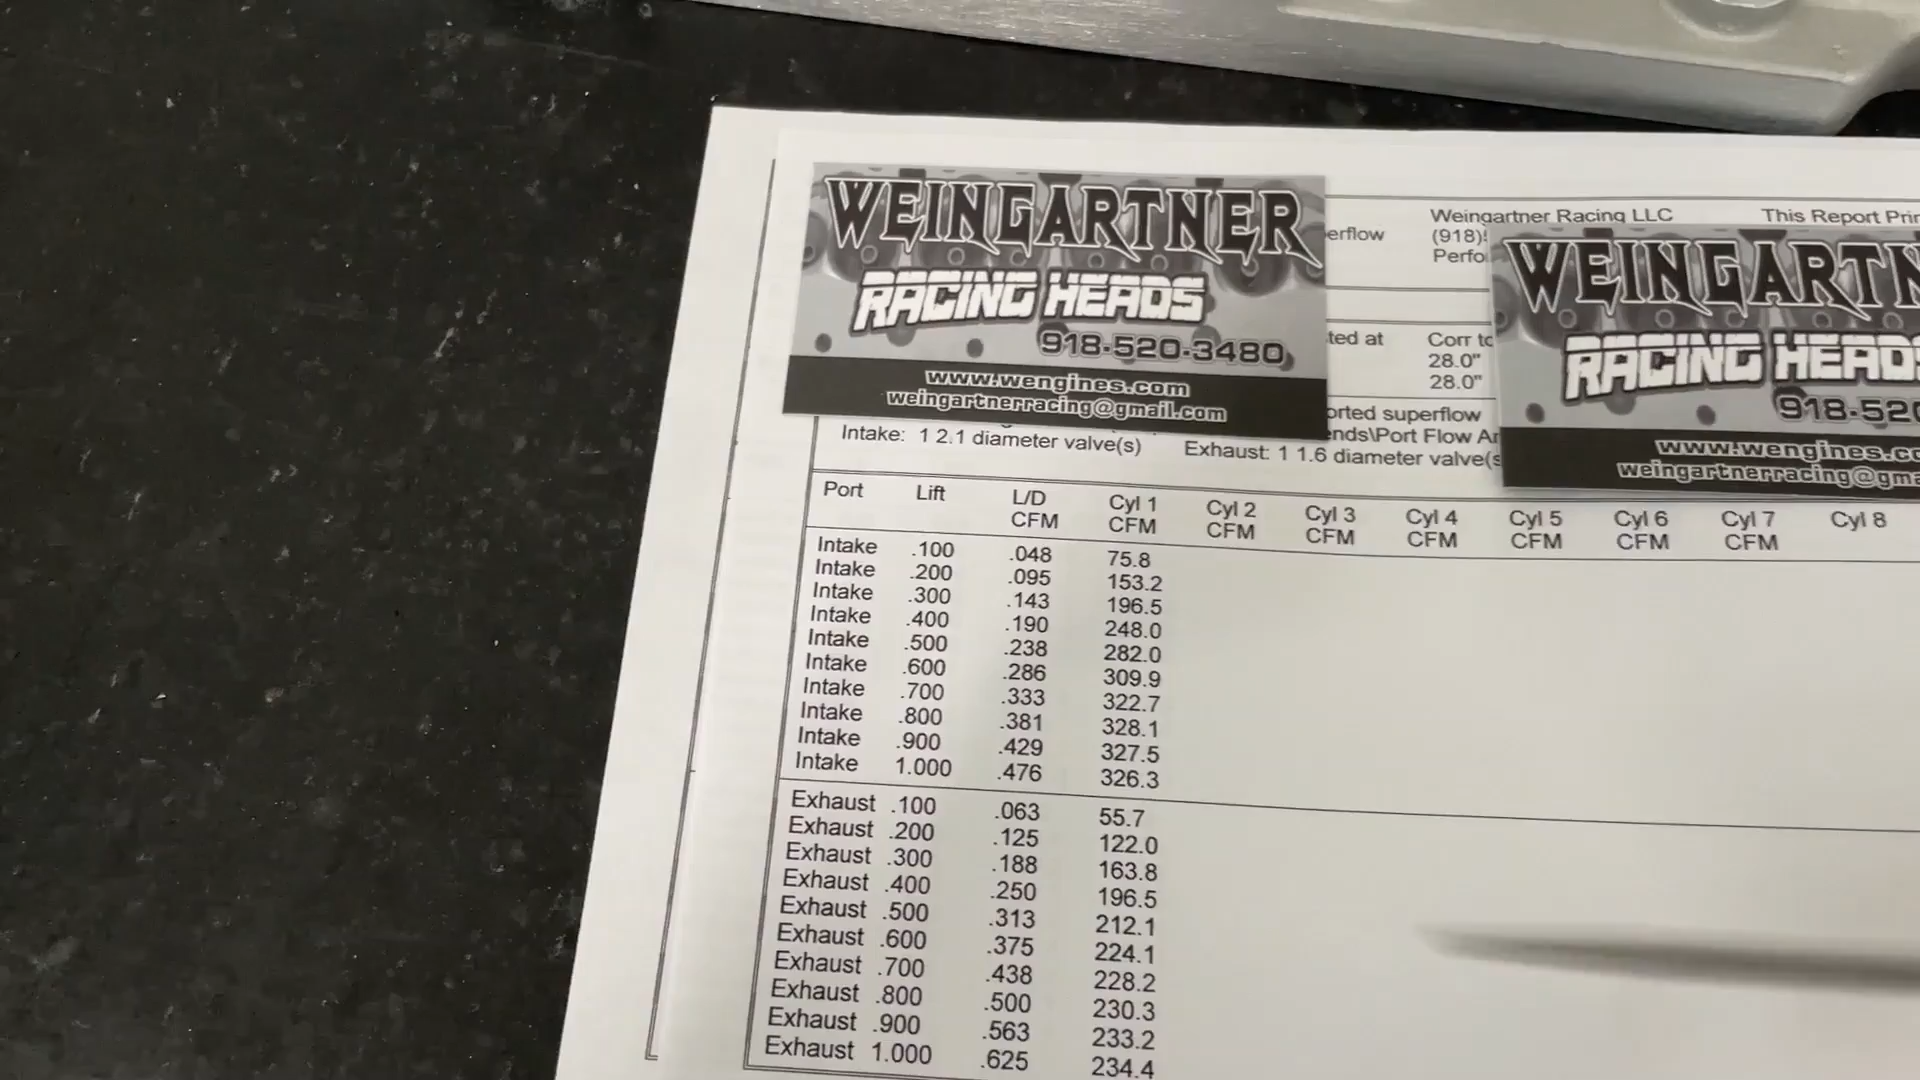 WEINGARTNER
RACING HEADS
918-520-3480
www.wengines.com
weingartnerracing@gmail.com
erflow
Weingartner Racing LLC
(918)
Perfo
This Report Prin
ted at
Corr to
28.0"
28.0"
orted superflow
ends\Port Flow An
WEINGARTN
RACING HEADS
918-520
www.wengines.co
weingartnerracing@gma
Intake: 1 2.1 diameter valve(s) Exhaust: 1 1.6 diameter valve(s
Port Lift L/D Cyl 1 Cyl 2 Cyl 3 Cyl 4 Cyl 5 Cyl 6 Cyl 7 Cyl 8
CFM CFM CFM CFM CFM CFM CFM CFM
Intake .100 .048 75.8
Intake .200 .095 153.2
Intake .300 .143 196.5
Intake .400 .190 248.0
Intake .500 .238 282.0
Intake .600 .286 309.9
Intake .700 .333 322.7
Intake .800 .381 328.1
Intake .900 .429 327.5
Intake 1.000 .476 326.3
Exhaust .100 .063 55.7
Exhaust .200 .125 122.0
Exhaust .300 .188 163.8
Exhaust .400 .250 196.5
Exhaust .500 .313 212.1
Exhaust .600 .375 224.1
Exhaust .700 .438 228.2
Exhaust .800 .500 230.3
Exhaust .900 .563 233.2
Exhaust 1.000 .625 234.4